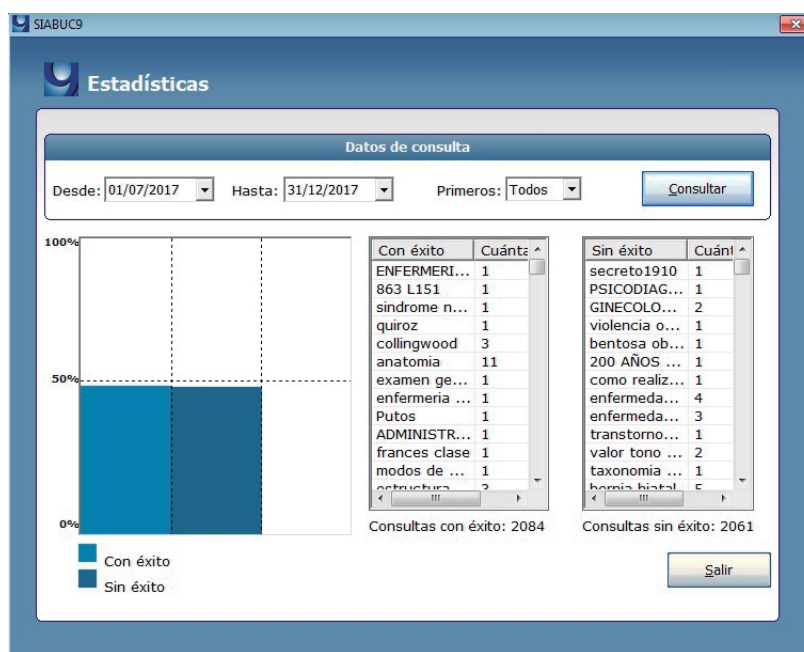 SIABUC9
Estadísticas
Datos de consulta
Desde: 01/07/2017 Hasta: 31/12/2017 Primeros: Todos Consultar
100%
50%
0%
Con éxito Cuánta
ENFERMERI... 1
863 L151 1
sindrome n... 1
quiroz 1
collingwood 3
anatomia 11
examen ge... 1
enfermeria ... 1
Putos 1
ADMINISTR... 1
frances clase 1
modos de ... 1
estructura
Consultas con éxito: 2084
Sin éxito Cuánt
secreto1910 1
PSICODIAG... 1
GINECOLO... 2
violencia o... 1
bentosa ob... 1
200 AÑOS ... 1
como realiz... 1
enfermeda... 4
enfermeda... 3
transtorno... 1
valor tono ... 2
taxonomia ... 1
hernia hiatal 5
Consultas sin éxito: 2061
Con éxito
Sin éxito
Salir